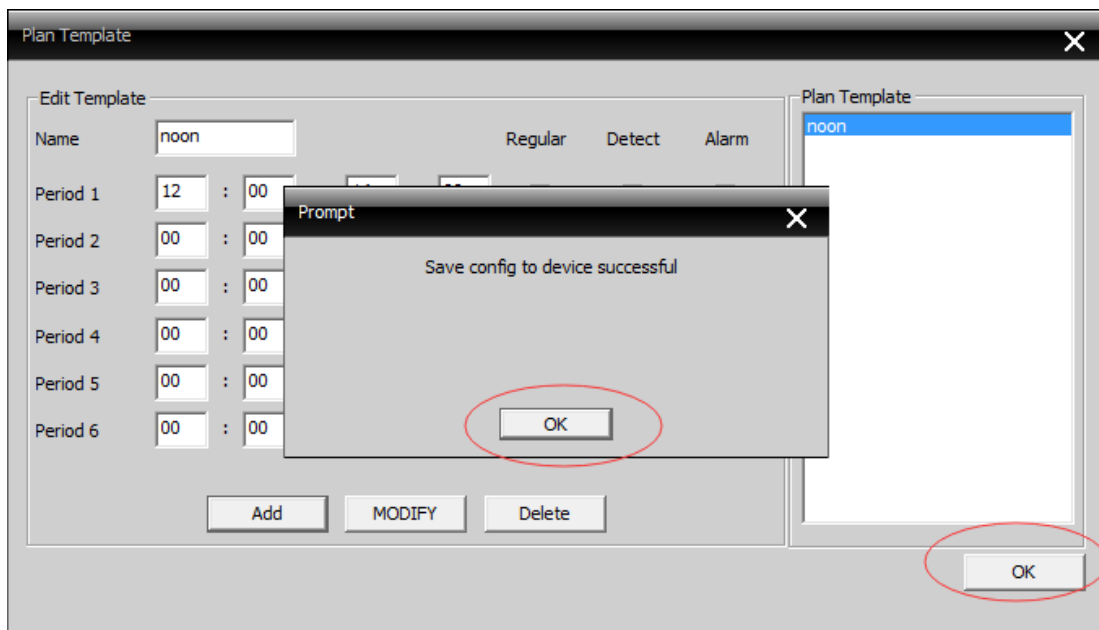 Plan Template
Edit Template
Plan Template
Name noon Regular Detect Alarm
noon
Period 1 12 : 00
Prompt
Period 2 00 : 00
Save config to device successful
Period 3 00 : 00
Period 4 00 : 00
Period 5 00 : 00
OK
Period 6 00 : 00
Add MODIFY Delete
OK